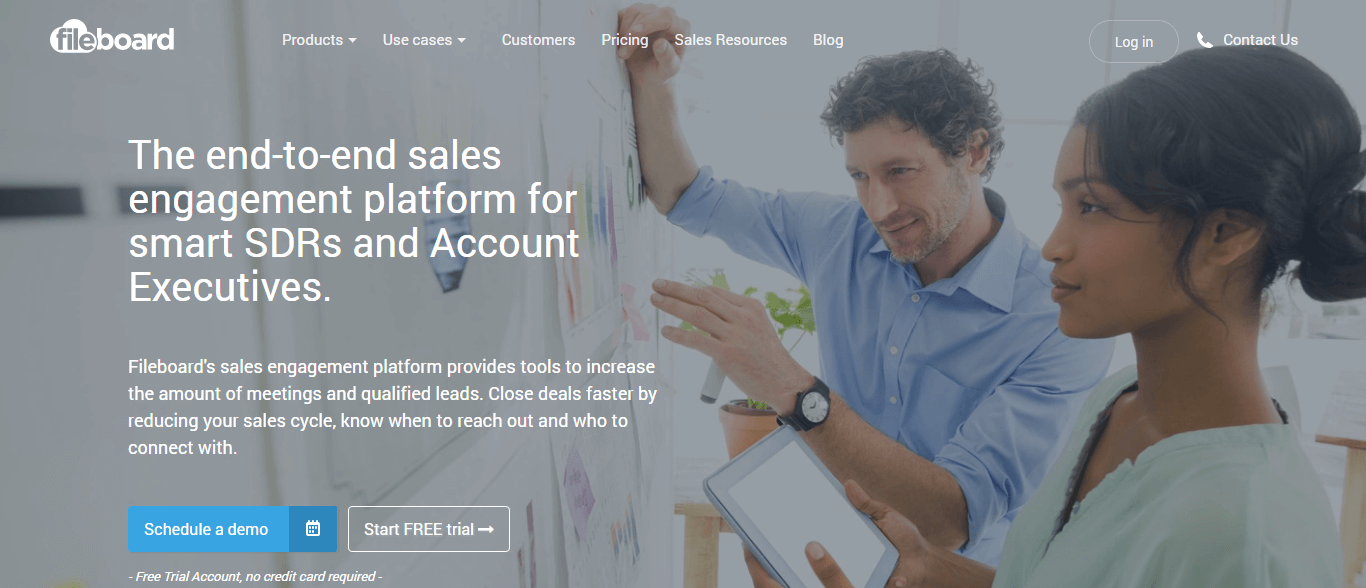 fileboard
Products
Use cases
Customers
Pricing
Sales Resources
Blog
Log in
Contact Us
The end-to-end sales
engagement platform for
smart SDRs and Account
Executives.
Fileboard's sales engagement platform provides tools to increase
the amount of meetings and qualified leads. Close deals faster by
reducing your sales cycle, know when to reach out and who to
connect with.
Schedule a demo
Start FREE trial
- Free Trial Account, no credit card required -